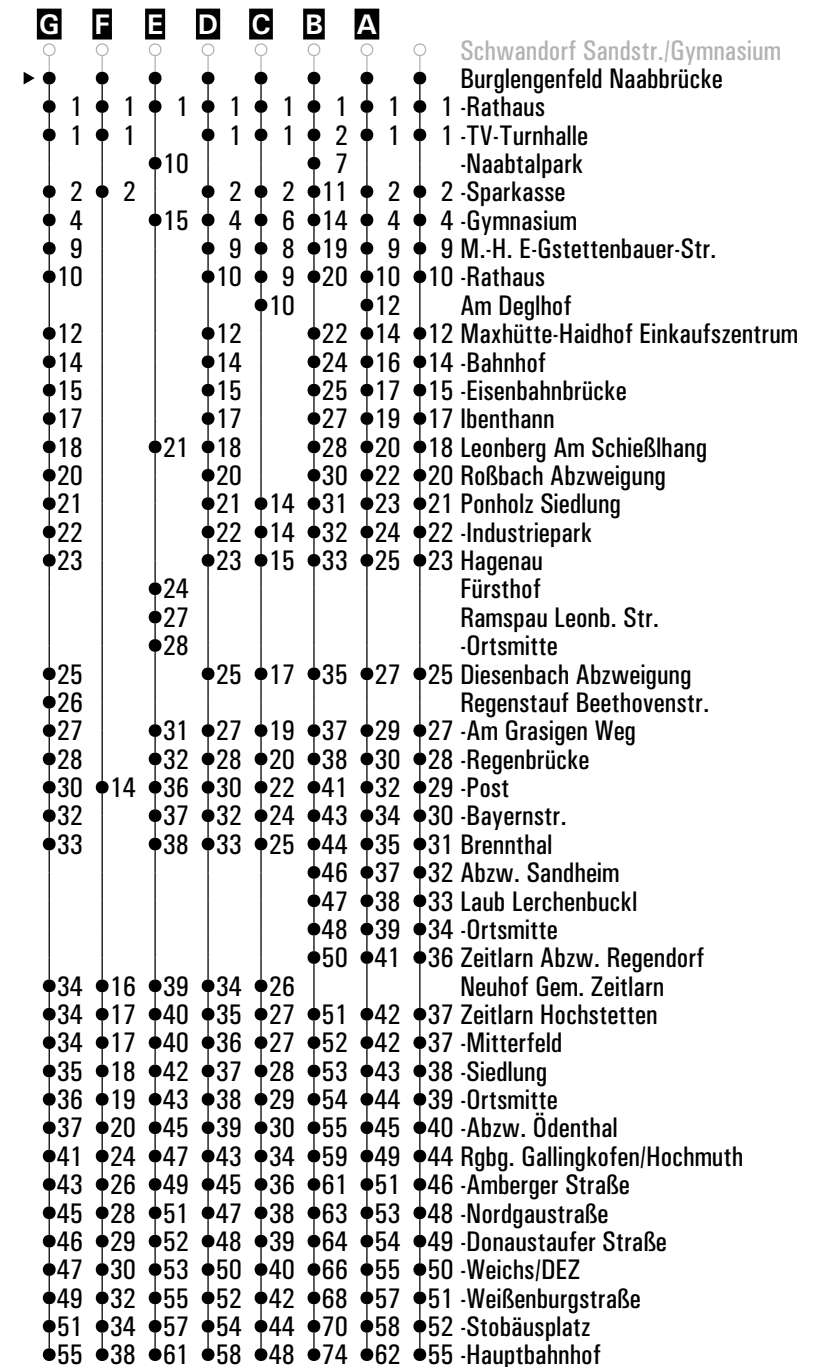 G F E D C B A
Schwandorf Sandstr./Gymnasium
Burglengenfeld Naabbrücke
1 1 1 1 1 1 1 1 -Rathaus
1 1 1 1 2 1 1 -TV-Turnhalle
10 7 -Naabtalpark
2 2 2 2 11 2 2 -Sparkasse
4 15 4 6 14 4 4 -Gymnasium
9 9 8 19 9 9 M.-H. E-Gstettenbauer-Str.
10 10 9 20 10 10 -Rathaus
10 12 Am Deglhof
12 12 22 14 12 Maxhütte-Haidhof Einkaufszentrum
14 14 24 16 14 -Bahnhof
15 15 25 17 15 -Eisenbahnbrücke
17 17 27 19 17 Ibenthann
18 21 18 28 20 18 Leonberg Am Schießlhang
20 20 30 22 20 Roßbach Abzweigung
21 21 14 31 23 21 Ponholz Siedlung
22 22 14 32 24 22 -Industriepark
23 23 15 33 25 23 Hagenau
24 Fürsthof
27 Ramspau Leonb. Str.
28 -Ortsmitte
25 25 17 35 27 25 Diesenbach Abzweigung
26 Regenstauf Beethovenstr.
27 31 27 19 37 29 27 -Am Grasigen Weg
28 32 28 20 38 30 28 -Regenbrücke
30 14 36 30 22 41 32 29 -Post
32 37 32 24 43 34 30 -Bayernstr.
33 38 33 25 44 35 31 Brennthal
46 37 32 Abzw. Sandheim
47 38 33 Laub Lerchenbuckl
48 39 34 -Ortsmitte
50 41 36 Zeitlarn Abzw. Regendorf
34 16 39 34 26 Neuhof Gem. Zeitlarn
34 17 40 35 27 51 42 37 Zeitlarn Hochstetten
34 17 40 36 27 52 42 37 -Mitterfeld
35 18 42 37 28 53 43 38 -Siedlung
36 19 43 38 29 54 44 39 -Ortsmitte
37 20 45 39 30 55 45 40 -Abzw. Ödenthal
41 24 47 43 34 59 49 44 Rgbg. Gallingkofen/Hochmuth
43 26 49 45 36 61 51 46 -Amberger Straße
45 28 51 47 38 63 53 48 -Nordgaustraße
46 29 52 48 39 64 54 49 -Donaustaufer Straße
47 30 53 50 40 66 55 50 -Weichs/DEZ
49 32 55 52 42 68 57 51 -Weißenburgstraße
51 34 57 54 44 70 58 52 -Stobäusplatz
55 38 61 58 48 74 62 55 -Hauptbahnhof